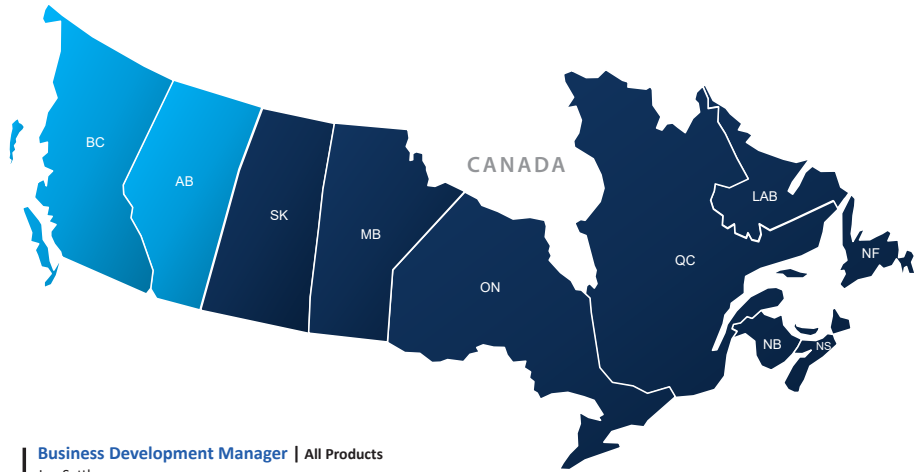 BC
AB
SK
MB
CANADA
ON
QC
LAB
NF
NB
NS
Business Development Manager | All Products